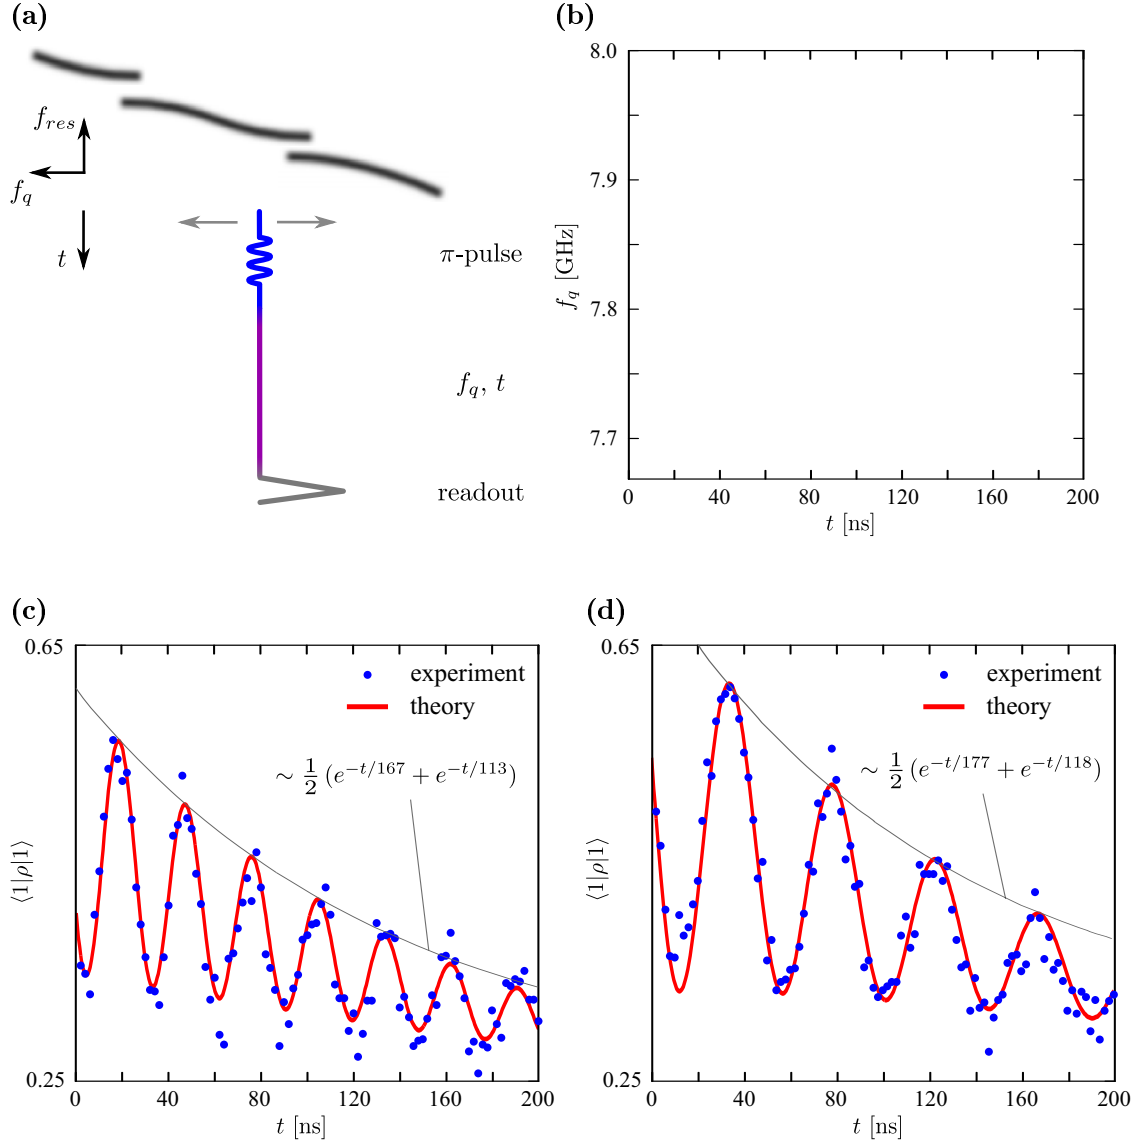 (a)
f_res
f_q
t
π-pulse
f_q, t
readout
(b)
8.0
7.9
7.8
7.7
f_q [GHz]
0 40 80 120 160 200
t [ns]
(c)
0.65
0.25
⟨1|ρ|1⟩
experiment
theory
∼ 1/2 (e^{−t/167} + e^{−t/113})
0 40 80 120 160 200
t [ns]
(d)
0.65
0.25
⟨1|ρ|1⟩
experiment
theory
∼ 1/2 (e^{−t/177} + e^{−t/118})
0 40 80 120 160 200
t [ns]